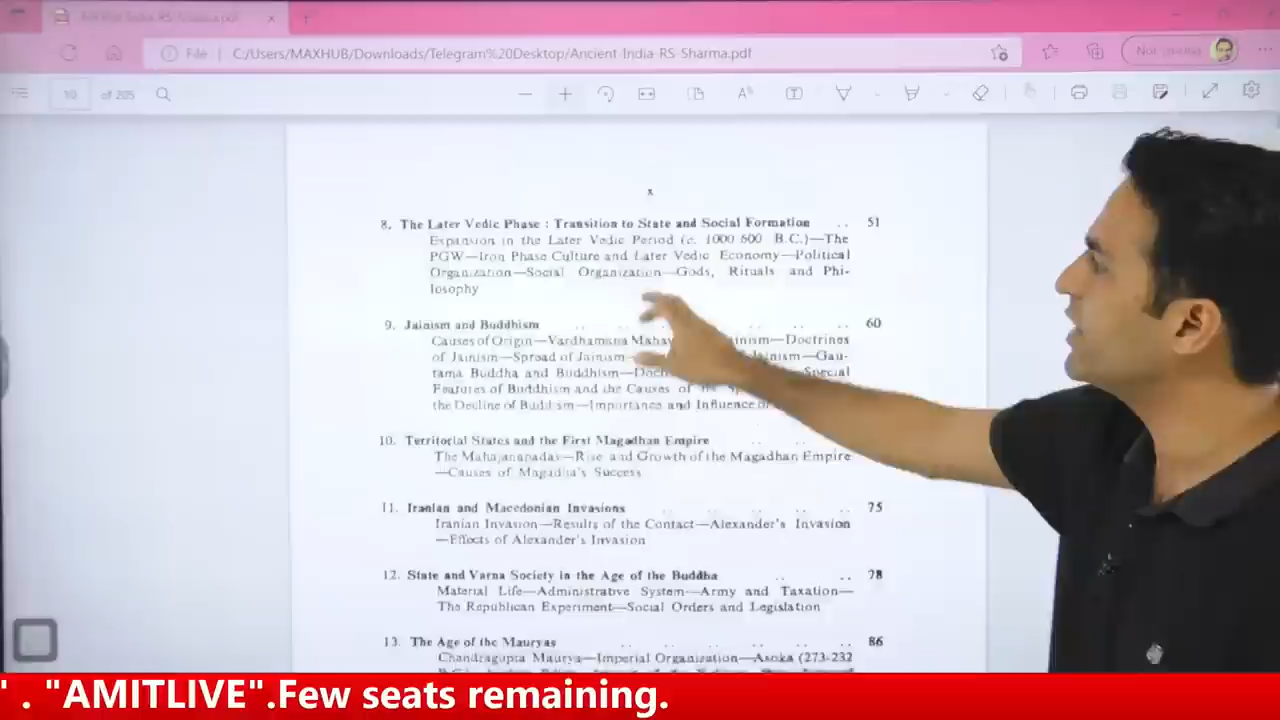 File
C:/Users/MAXHUB/Downloads/Telegram%20Desktop/Ancient-India-RS-Sharma.pdf
Not
10 of 205
x
8. The Later Vedic Phase : Transition to State and Social Formation .. 51
Expansion in the Later Vedic Period (c. 1000-600 B.C.)—The
PGW—Iron Phase Culture and Later Vedic Economy—Political
Organization—Social Organization—Gods, Rituals and Phi-
losophy
9. Jainism and Buddhism .. .. .. .. 60
Causes of Origin—Vardhamana Mahav Jainism—Doctrines
of Jainism—Spread of Jainism— Jainism—Gau-
tama Buddha and Buddhism—Doct Special
Features of Buddhism and the Causes of
the Decline of Buddhism—Importance and Influence of
10. Territorial States and the First Magadhan Empire .. ..
The Mahajanapadas—Rise and Growth of the Magadhan Empire
—Causes of Magadha's Success
11. Iranian and Macedonian Invasions .. .. .. .. 75
Iranian Invasion—Results of the Contact—Alexander's Invasion
—Effects of Alexander's Invasion
12. State and Varna Society in the Age of the Buddha .. .. 78
Material Life—Administrative System—Army and Taxation—
The Republican Experiment—Social Orders and Legislation
13. The Age of the Mauryas .. .. .. .. .. 86
Chandragupta Maurya—Imperial Organization—Asoka (273-232
' . "AMITLIVE".Few seats remaining.